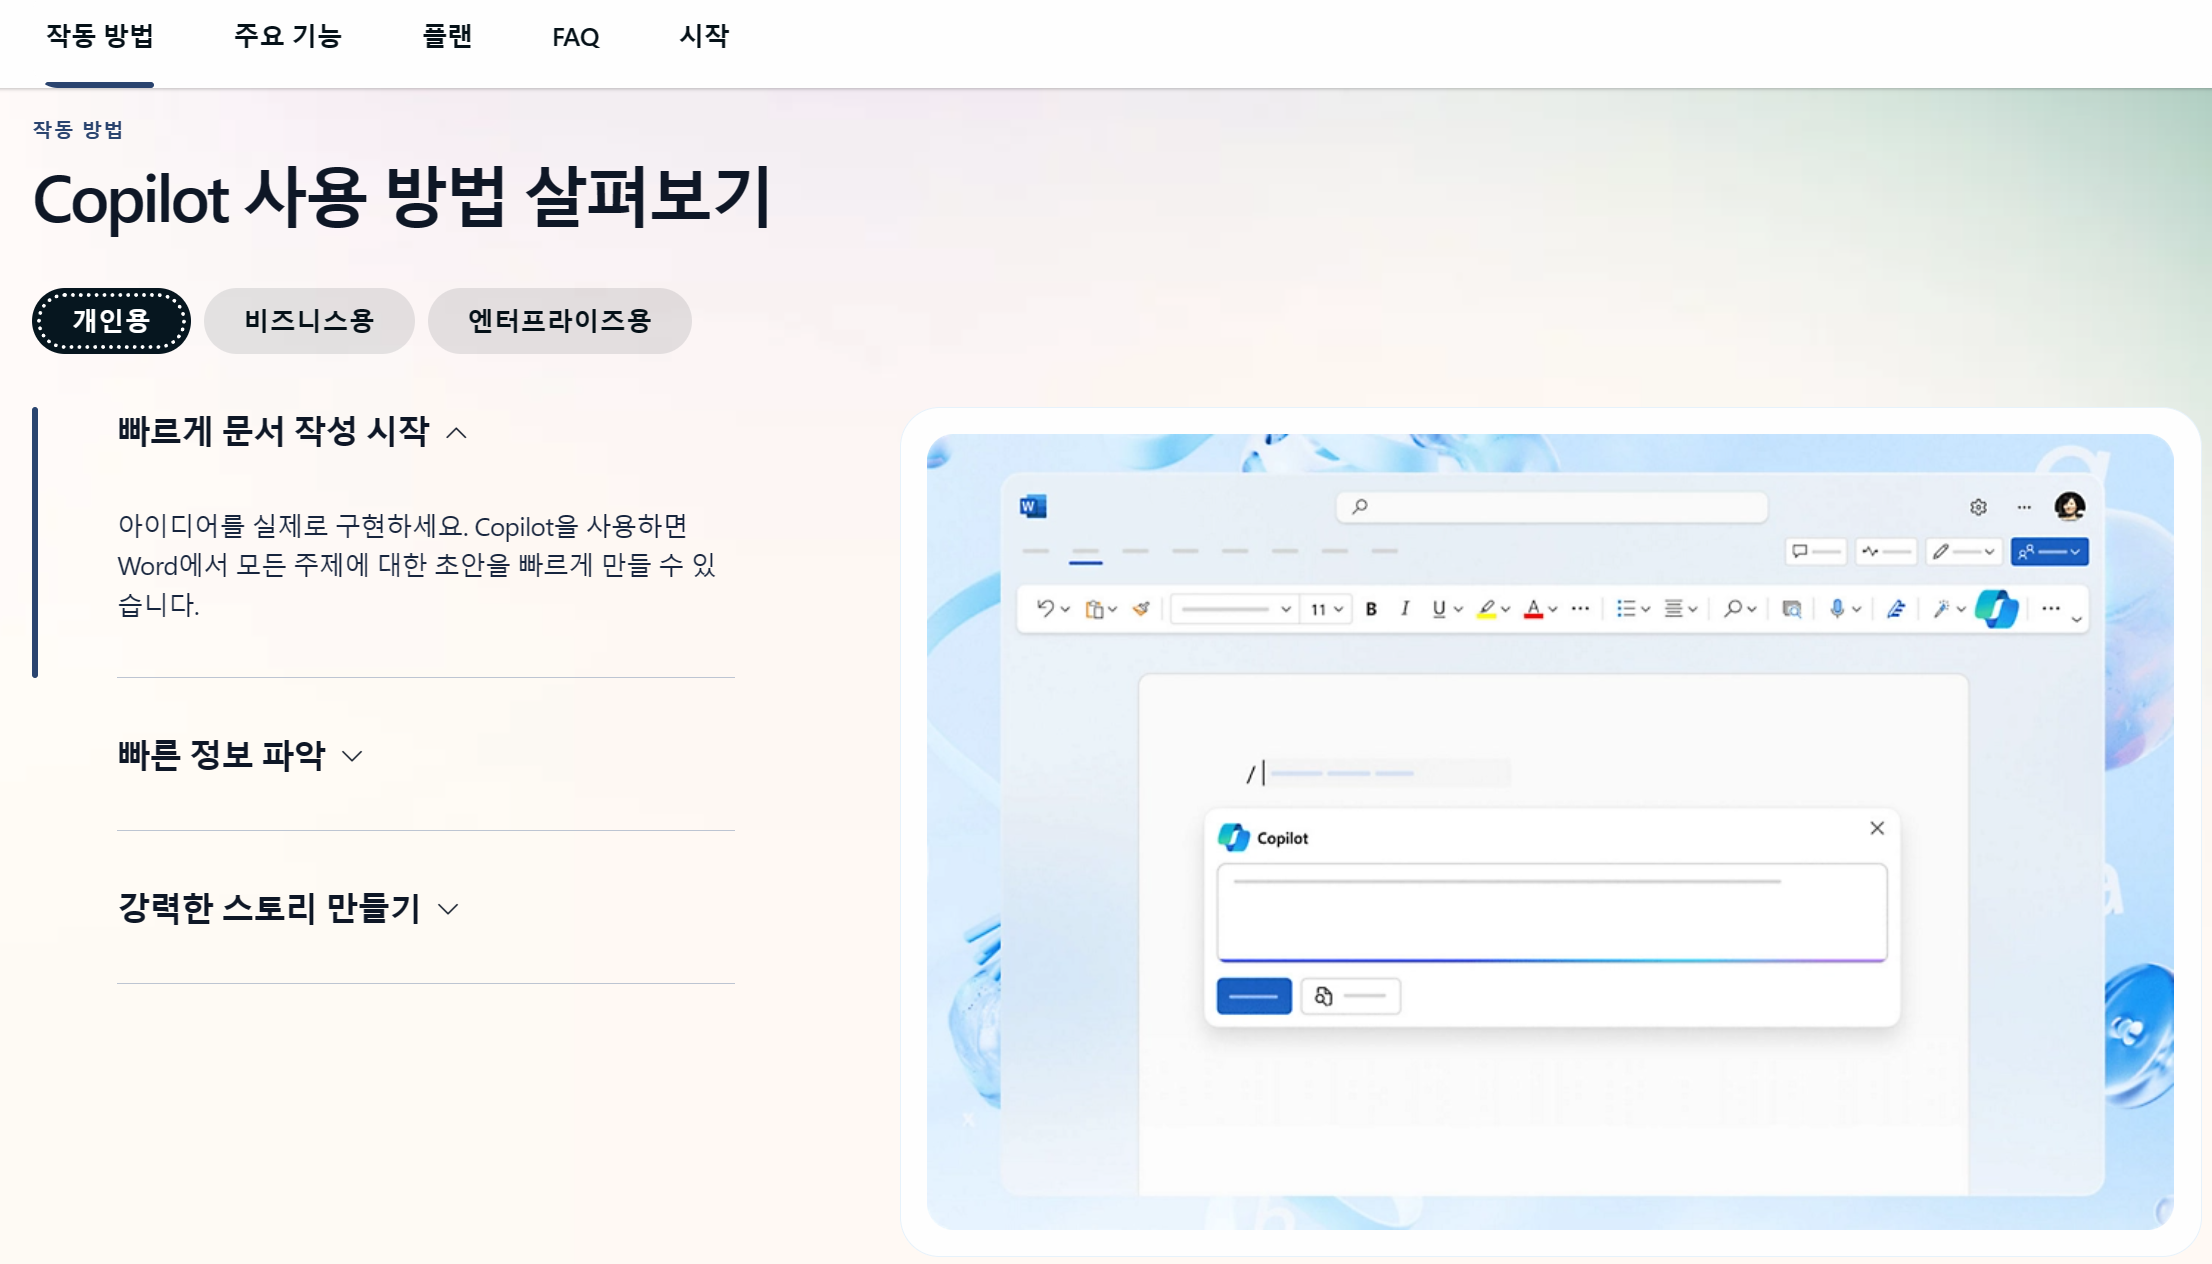 작동 방법
주요 기능
플랜
FAQ
시작
작동 방법
Copilot 사용 방법 살펴보기
개인용
비즈니스용
엔터프라이즈용
빠르게 문서 작성 시작
아이디어를 실제로 구현하세요. Copilot을 사용하면
Word에서 모든 주제에 대한 초안을 빠르게 만들 수 있
습니다.
빠른 정보 파악
강력한 스토리 만들기
W
11
B I U A
/
Copilot